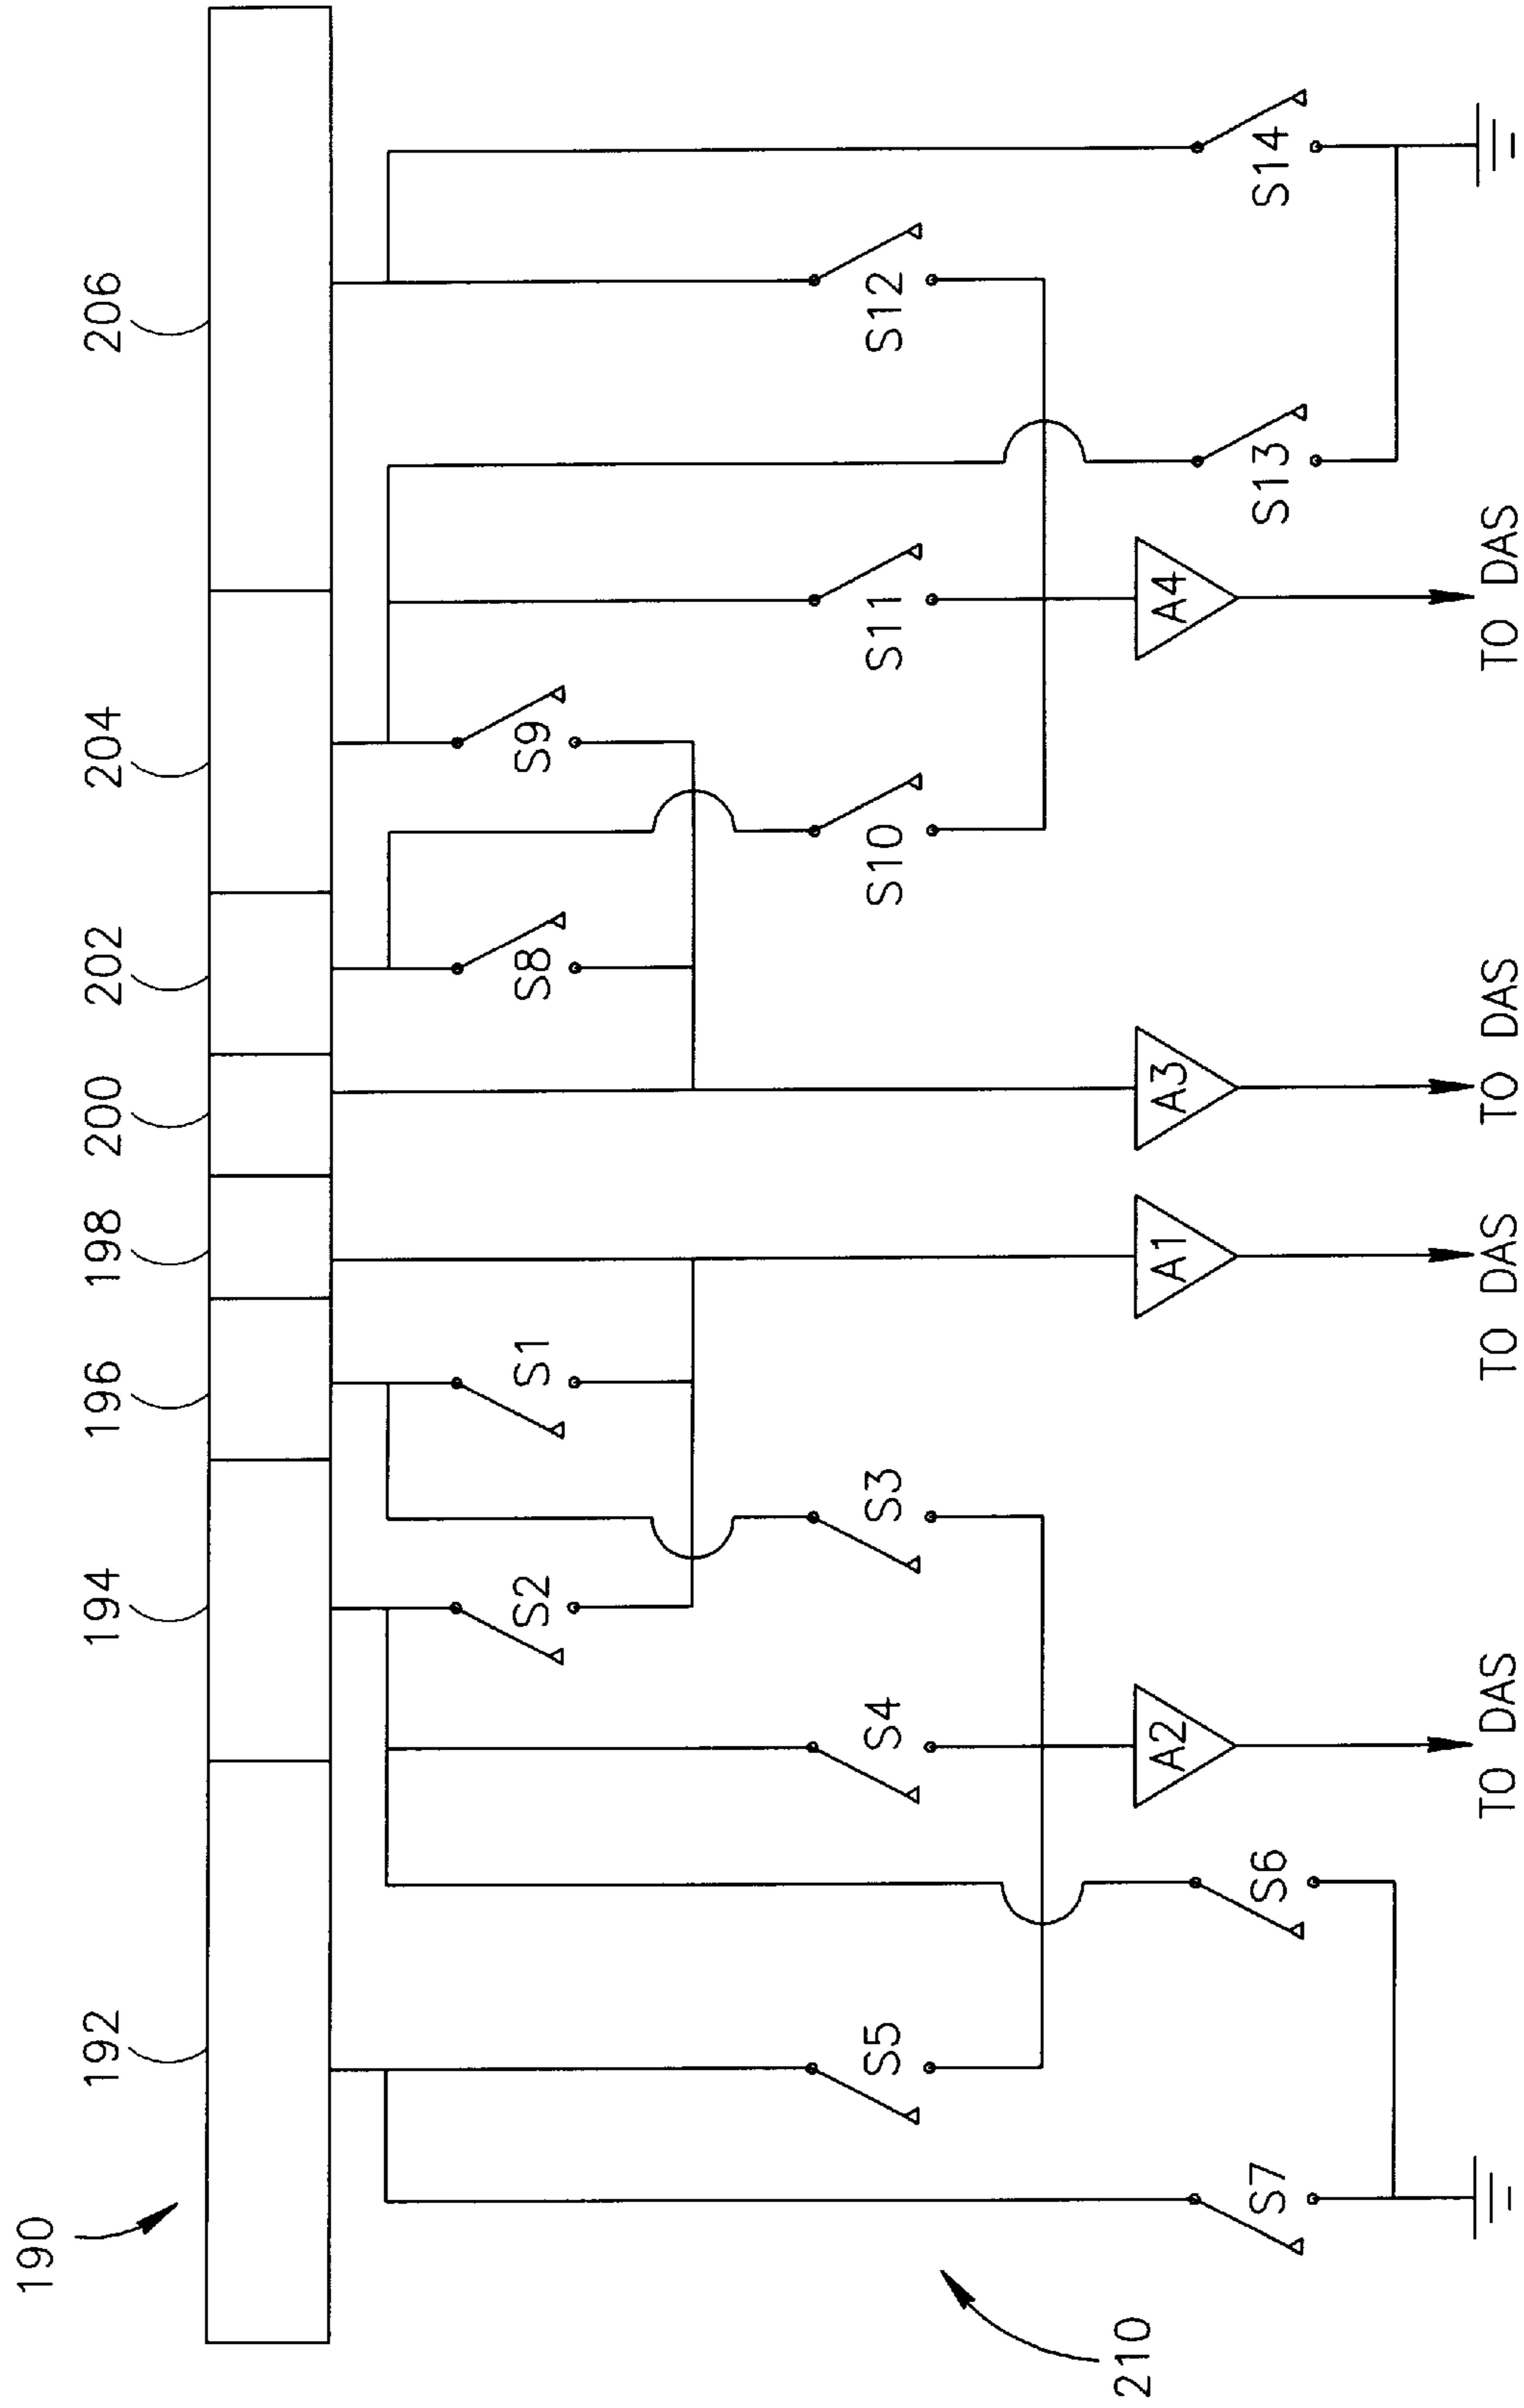 190
192
194
196
198
200
202
204
206
S2
S1
S8
S9
S5
S4
S3
S10
S11
S12
S7
S6
S13
S14
A2
A1
A3
A4
210
TO DAS
TO DAS
TO DAS
TO DAS